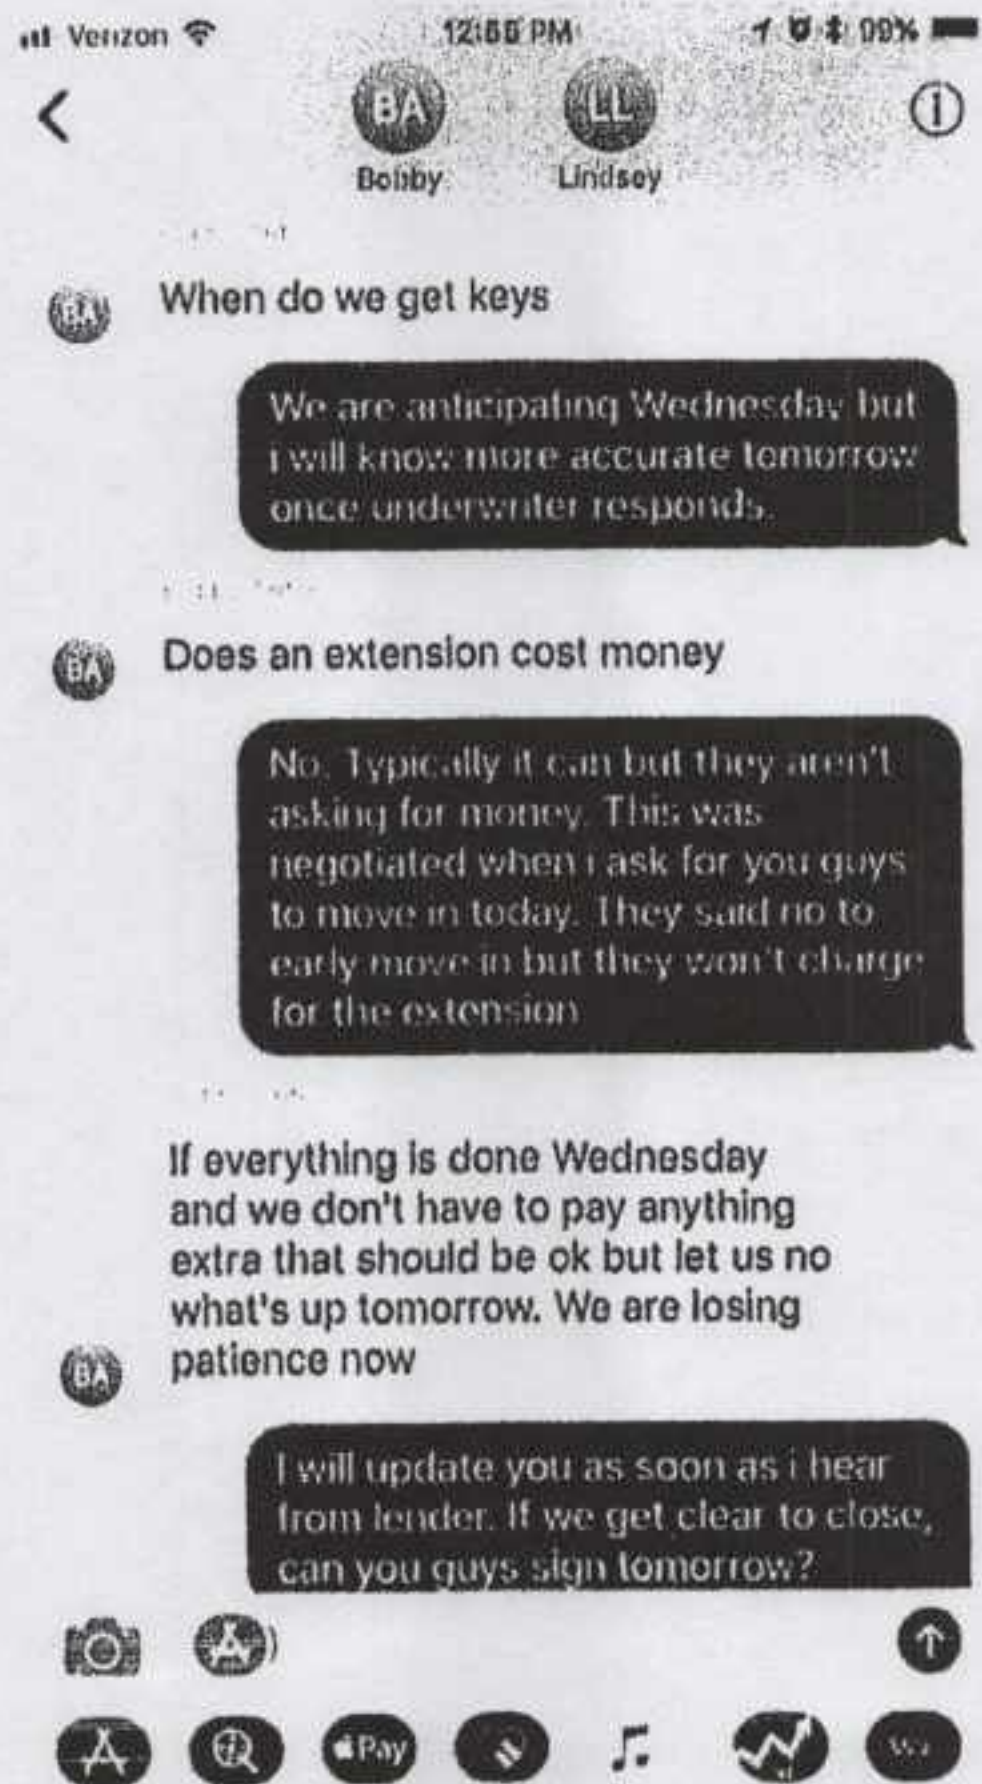 Verizon 12:55 PM 99%
BA LL
Bobby Lindsey
When do we get keys
BA
We are anticipating Wednesday but
i will know more accurate tomorrow
once underwriter responds.
Does an extension cost money
BA
No. Typically it can but they aren't
asking for money. This was
negotiated when i ask for you guys
to move in today. They said no to
early move in but they won't charge
for the extension
If everything is done Wednesday
and we don't have to pay anything
extra that should be ok but let us no
what's up tomorrow. We are losing
patience now
BA
I will update you as soon as i hear
from lender. If we get clear to close,
can you guys sign tomorrow?
Pay